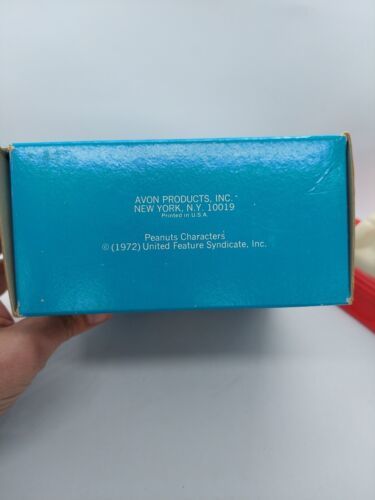 AVON PRODUCTS, INC.
NEW YORK, N.Y. 10019
Printed in U.S.A.
Peanuts Characters
© (1972) United Feature Syndicate, Inc.